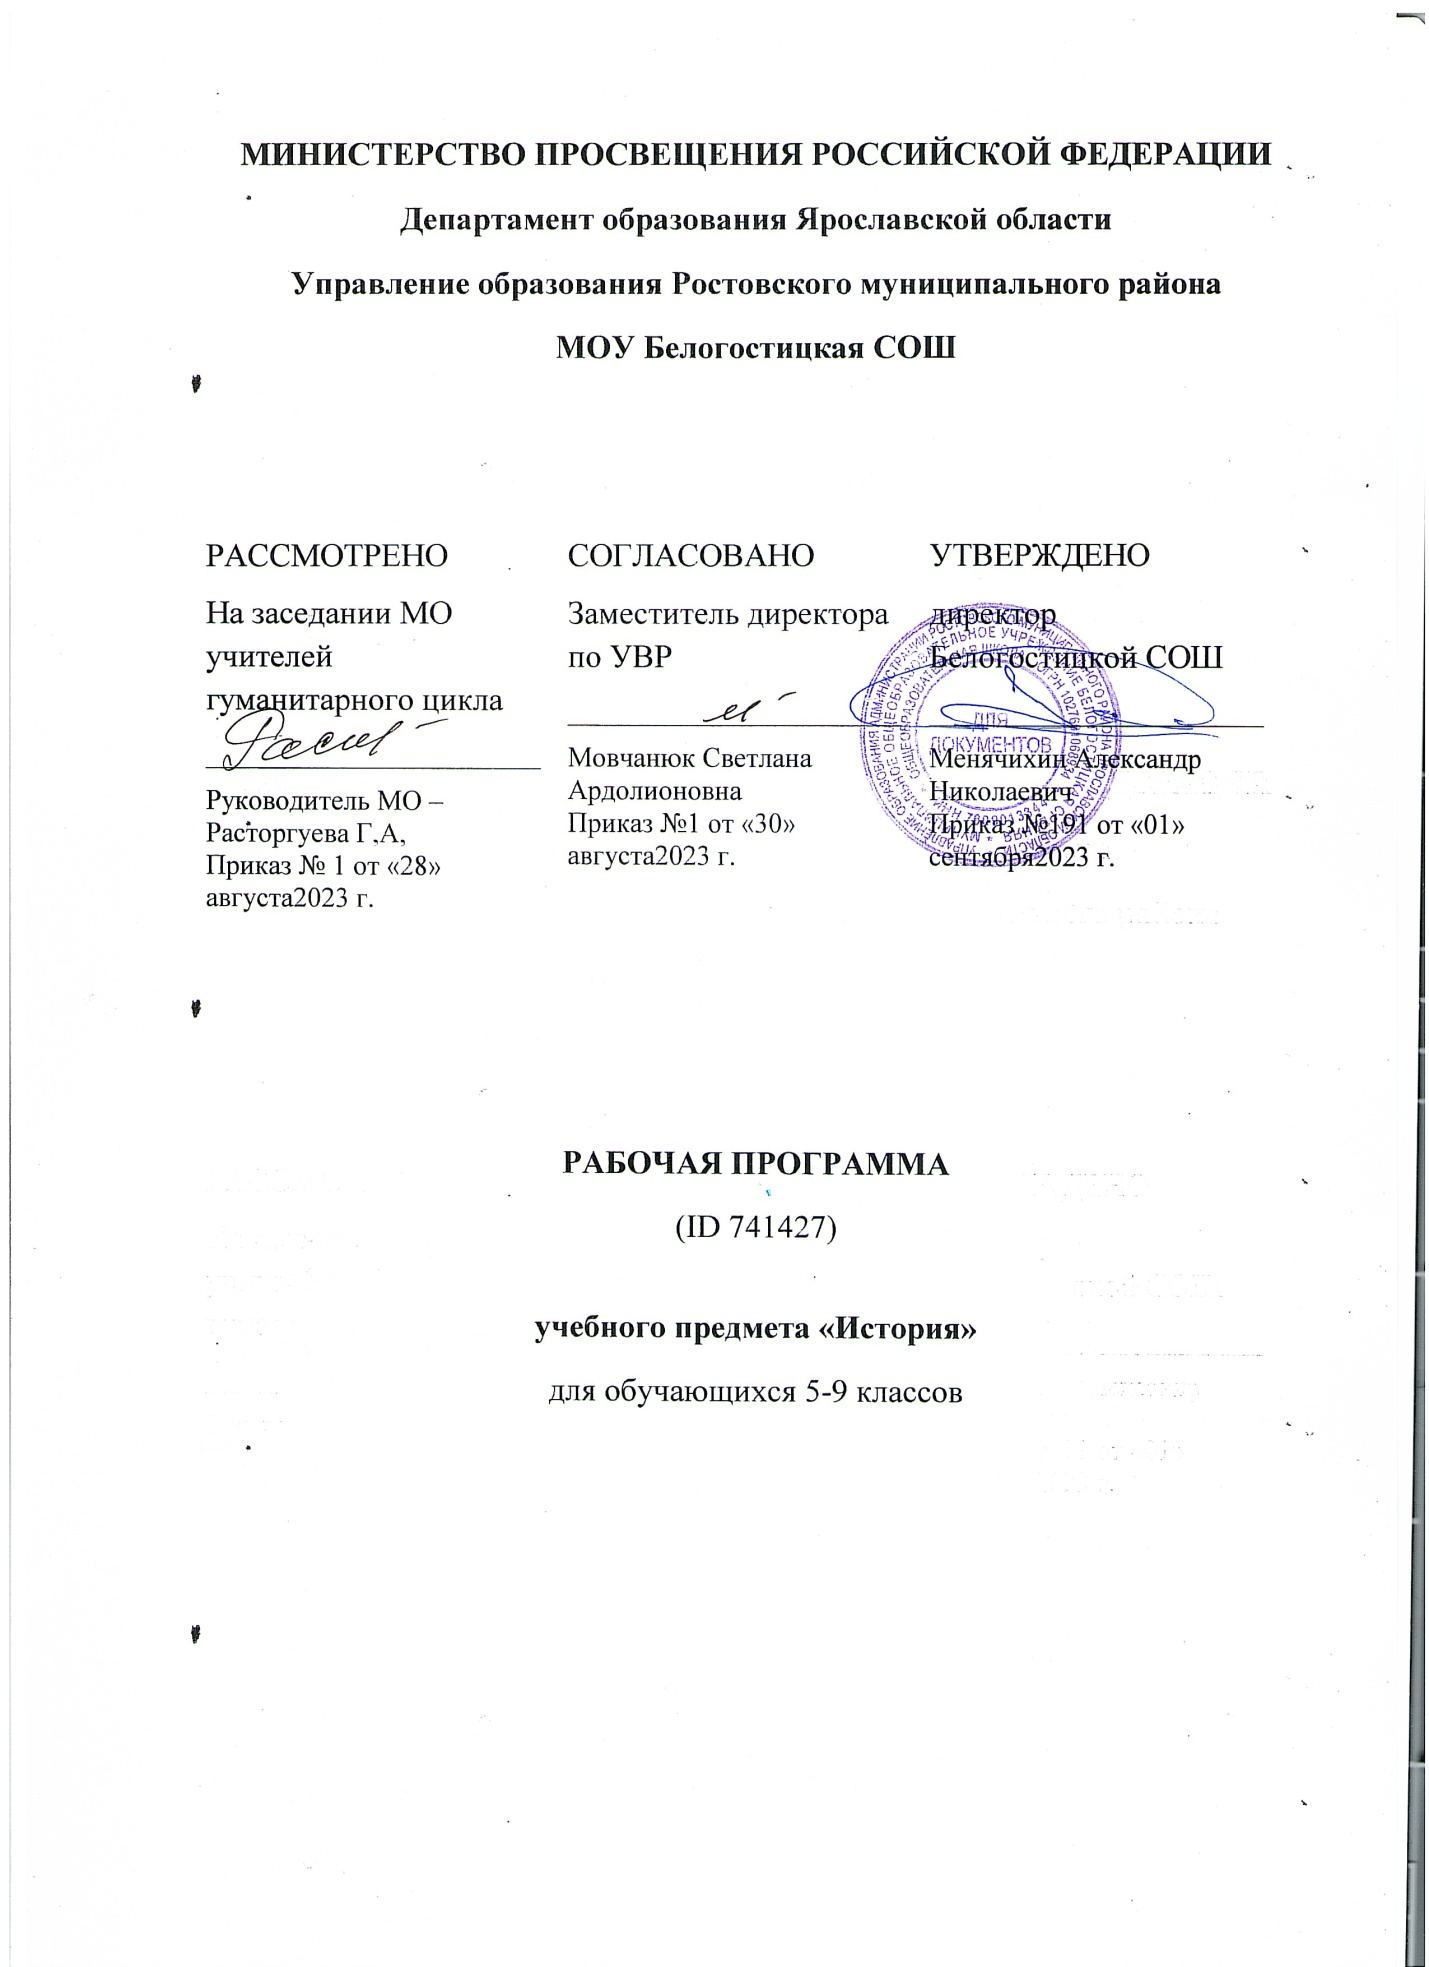 МИНИСТЕРСТВО ПРОСВЕЩЕНИЯ РОССИЙСКОЙ ФЕДЕРАЦИИ
Департамент образования Ярославской области
Управление образования Ростовского муниципального района
МОУ Белогостицкая СОШ
РАССМОТРЕНО
На заседании МО
учителей
гуманитарного цикла
Руководитель МО –
Расторгуева Г.А,
Приказ № 1 от «28»
августа2023 г.
СОГЛАСОВАНО
Заместитель директора
по УВР
Мовчанюк Светлана
Ардолионовна
Приказ №1 от «30»
августа2023 г.
УТВЕРЖДЕНО
директор
Белогостицкой СОШ
Менячихин Александр
Николаевич
Приказ №191 от «01»
сентября2023 г.
ДЛЯ
ДОКУМЕНТОВ
РАБОЧАЯ ПРОГРАММА
(ID 741427)
учебного предмета «История»
для обучающихся 5-9 классов